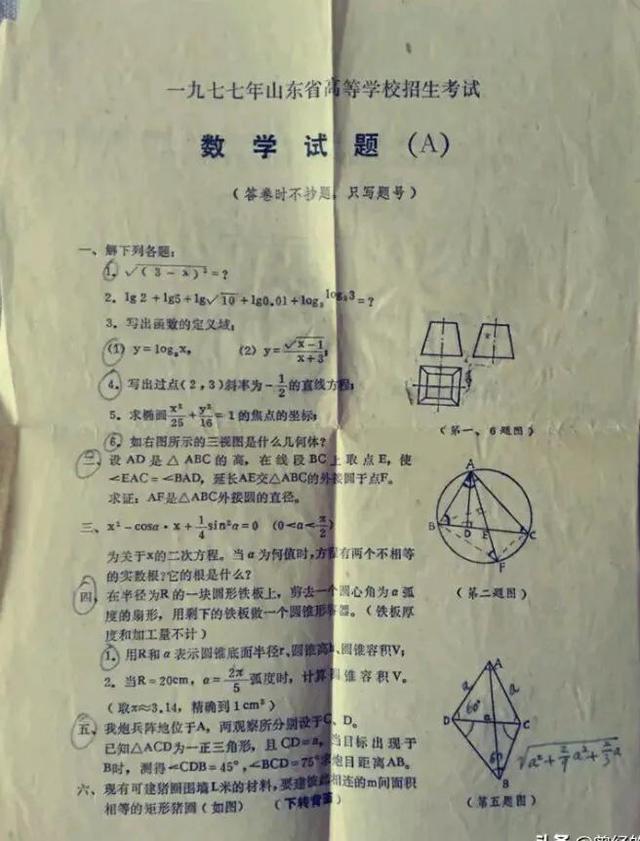 一九七七年山东省高等学校招生考试
数学试题(A)
(答卷时不抄题,只写题号)
一、解下列各题:
1. √(3-x)²=?
2. lg2+lg5+lg√10+lg0.01+log₂
3. 写出函数的定义域:
(1) y=logₐx, (2) y=√x-1/x+3
4. 写出过点(2,3)斜率为-1/2的直线方程;
5. 求椭圆x²/25+y²/16=1的焦点的坐标;
6. 如右图所示的三视图是什么几何体?
(第一、6题图)
二、设AD是△ABC的高,在线段BC上取点E,使
∠EAC=∠BAD,延长AE交△ABC的外接圆于点F。
求证:AF是△ABC外接圆的直径。
A
B D E C
F
(第二题图)
三、x²-cosα·x+1/4sin²α=0 (0<α<π/2)
为关于x的二次方程。当α为何值时,方程有两个不相等
的实数根?它的根是什么?
四、在半径为R的一块圆形铁板上,剪去一个圆心角为α弧
度的扇形,用剩下的铁板做一个圆锥形容器。(铁板厚
度和加工量不计)
1. 用R和α表示圆锥底面半径r、圆锥高h、圆锥容积V;
2. 当R=20cm,α=2π/5弧度时,计算圆锥容积V。
(取π≈3.14,精确到1cm³)
五、我炮兵阵地位于A,两观察所分别设于C、D。
已知△ACD为一正三角形,且CD=a,当目标出现于
B时,测得∠CDB=45°,∠BCD=75°求炮目距离AB。
A
a a
60°
D C
B
(第五题图)
六、现有可建猪圈围墙L米的材料,要建彼此相连的m间面积
相等的矩形猪圈(如图) (下转背面)